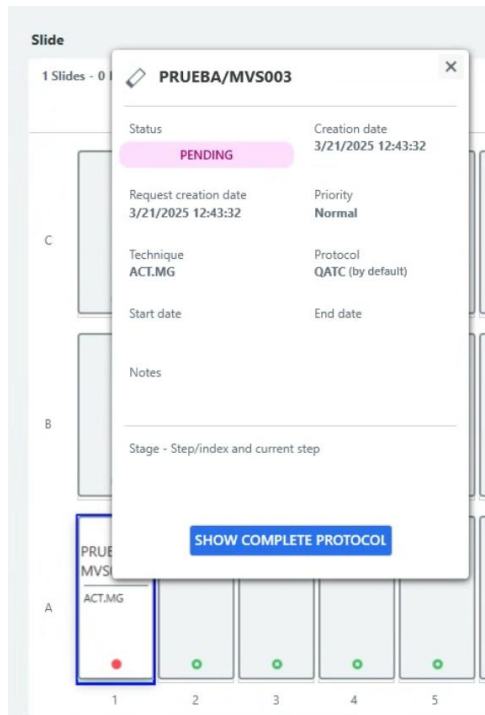 Slide
1 Slides - 0
PRUEBA/MVS003
Status
PENDING
Creation date
3/21/2025 12:43:32
Request creation date
3/21/2025 12:43:32
Priority
Normal
Technique
ACT.MG
Protocol
QATC (by default)
Start date
End date
Notes
Stage - Step/index and current step
SHOW COMPLETE PROTOCOL
C
B
A
PRUE
MVS
ACT.MG
1 2 3 4 5